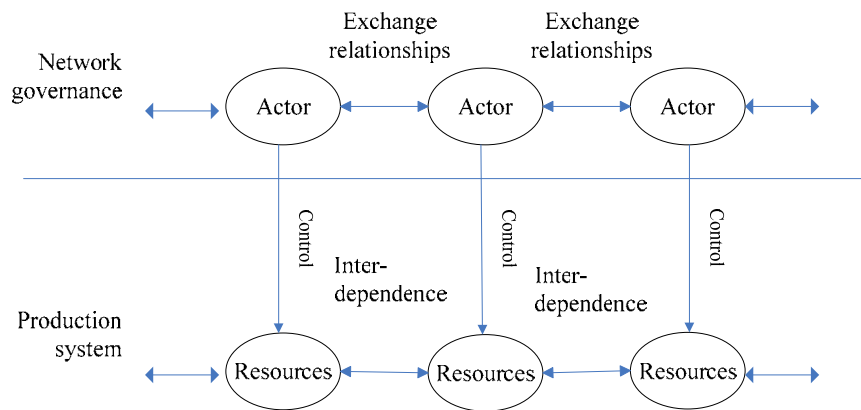 Exchange
relationships
Exchange
relationships
Network
governance
Actor
Actor
Actor
Control
Control
Control
Inter-
dependence
Inter-
dependence
Production
system
Resources
Resources
Resources